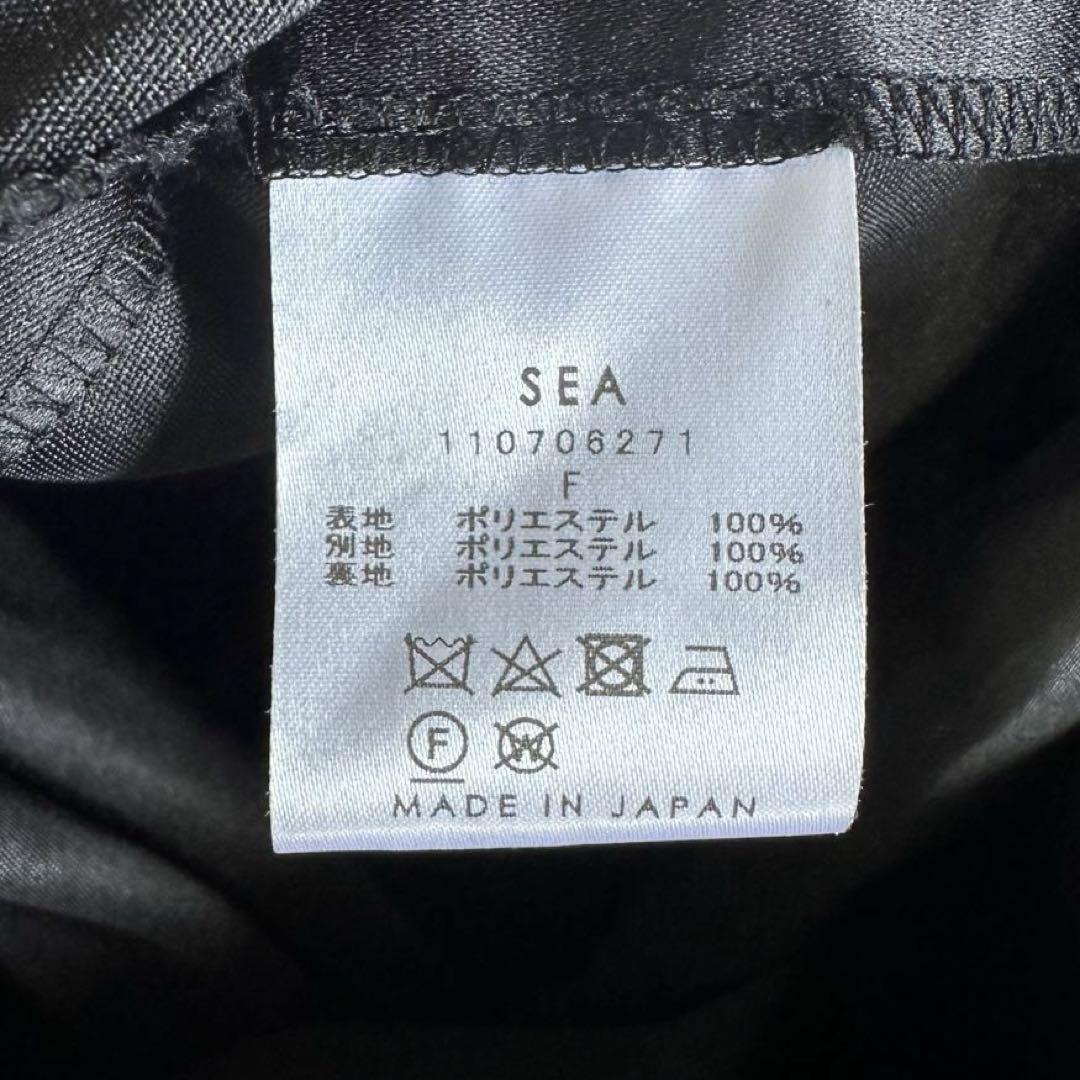 SEA
110706271
F
表地 ポリエステル 100%
別地 ポリエステル 100%
裏地 ポリエステル 100%
F W
MADE IN JAPAN